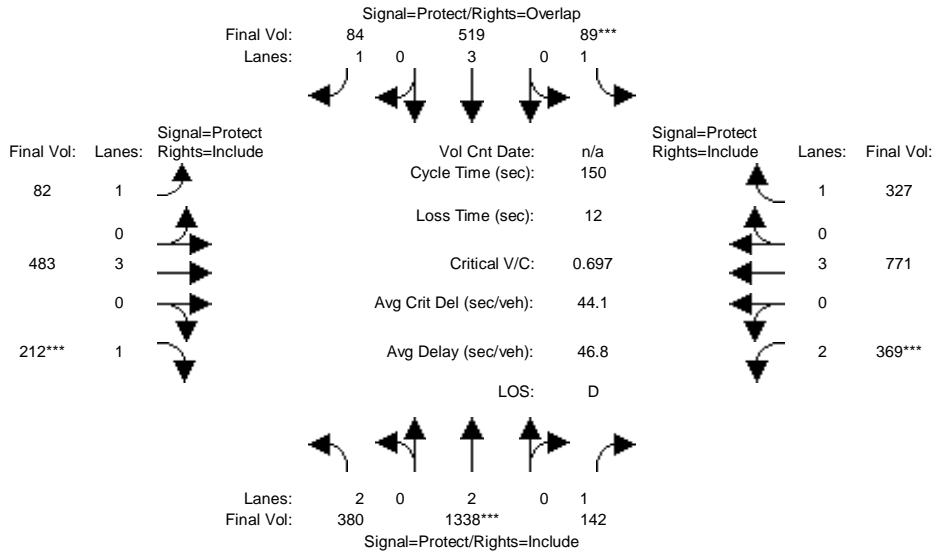 Signal=Protect/Rights=Overlap
Final Vol: 84 519 89***
Lanes: 1 0 3 0 1
Signal=Protect Signal=Protect
Final Vol: Lanes: Rights=Include Vol Cnt Date: n/a Rights=Include Lanes: Final Vol:
Cycle Time (sec): 150
82 1 1 327
Loss Time (sec): 12
0 0
483 3 Critical V/C: 0.697 3 771
0 Avg Crit Del (sec/veh): 44.1 0
212*** 1 Avg Delay (sec/veh): 46.8 2 369***
LOS: D
Lanes: 2 0 2 0 1
Final Vol: 380 1338*** 142
Signal=Protect/Rights=Include